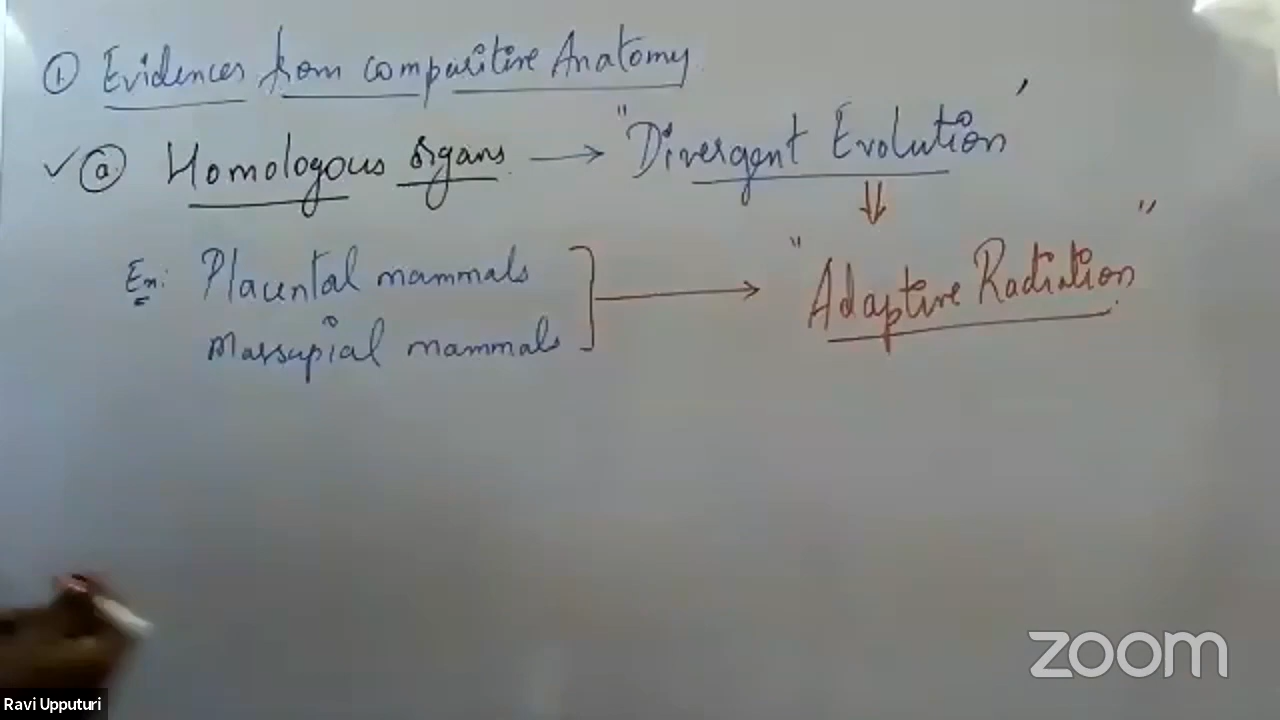 ① Evidences from comparitive Anatomy
✓ ⓐ Homologous organs → "Divergent Evolution"
⇓
Ex: Placental mammals
Marsupial mammals
→ "Adaptive Radiation"
zoom
Ravi Upputuri